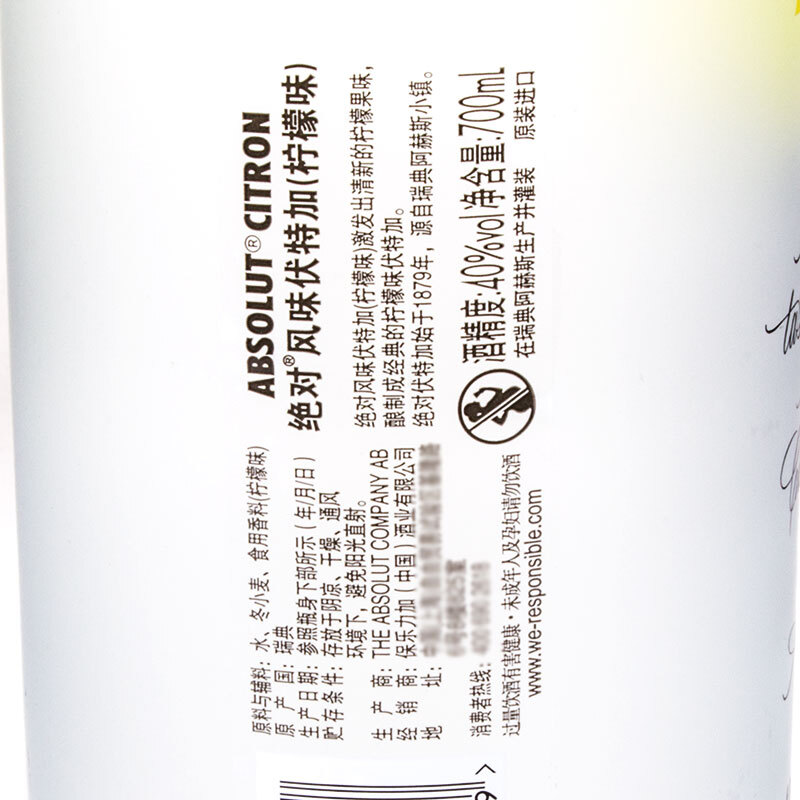 ABSOLUT® CITRON
绝对®风味伏特加(柠檬味)
绝对风味伏特加(柠檬味)激发出清新的柠檬果味,
酿制成经典的柠檬味伏特加。
绝对伏特加始于1879年,源自瑞典阿赫斯小镇。
酒精度:40%vol净含量:700mL
在瑞典阿赫斯生产并灌装 原装进口
原料与辅料: 水、冬小麦、食用香料(柠檬味)
原产国: 瑞典
生产日期: 参照瓶身下部所示(年/月/日)
贮存条件: 存放于阴凉、干燥、通风
环境下,避免阳光直射。
生产商: THE ABSOLUT COMPANY AB
经销商: 保乐力加(中国)酒业有限公司
地址:
消费者热线:
过量饮酒有害健康·未成年人及孕妇请勿饮酒
www.we-responsible.com